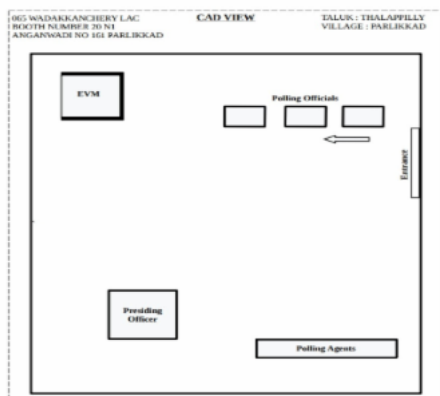 065 WADAKKANCHERY LAC
BOOTH NUMBER 20 N1
ANGANWADI NO 161 PARLIKKAD
CAD VIEW
TALUK : THALAPPILLY
VILLAGE : PARLIKKAD
EVM
Polling Officials
Entrance
Presiding
Officer
Polling Agents